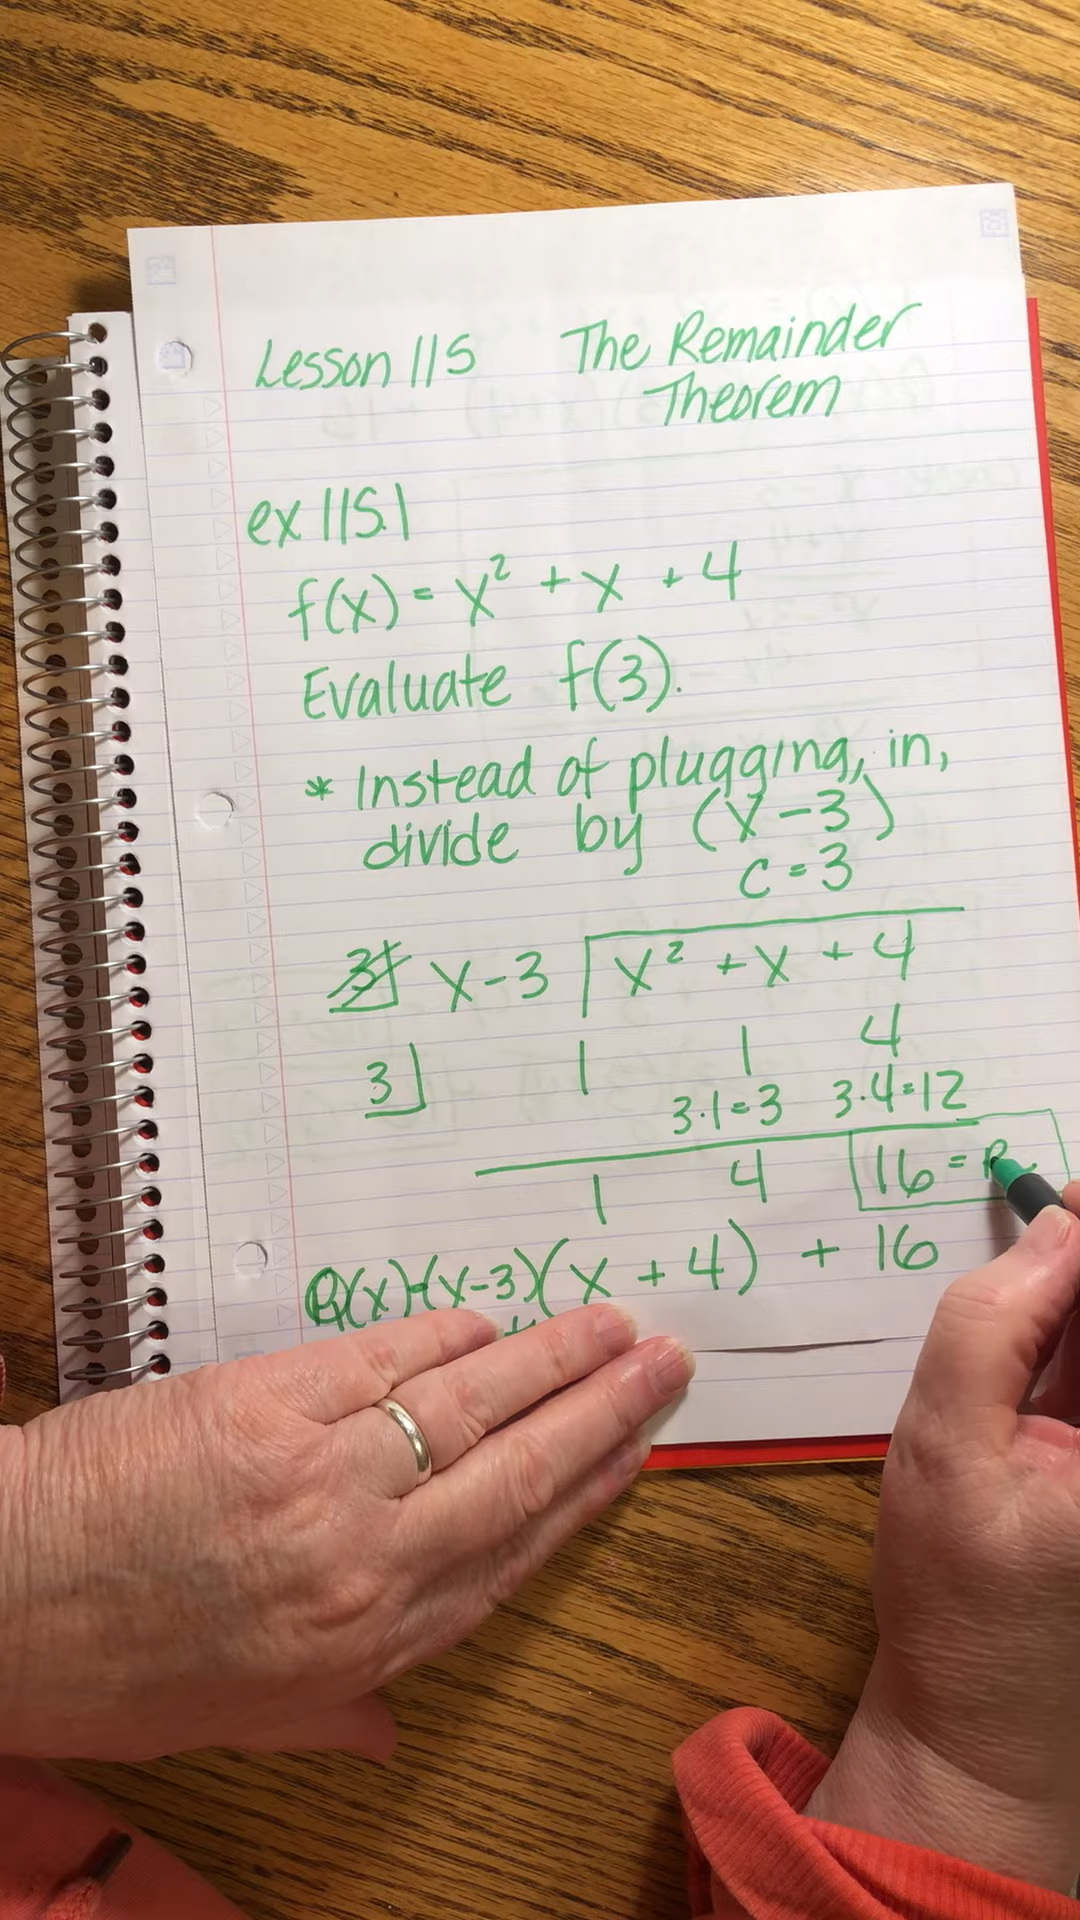 Lesson 115 The Remainder
Theorem
ex 115.1
f(x) = x² + x + 4
Evaluate f(3).
* Instead of plugging, in,
divide by (x - 3)
c = 3
x - 3 x² + x + 4
3 1 1 4
3·1=3 3·4=12
1 4 16 = R
Q(x)=(x-3)(x + 4) + 16